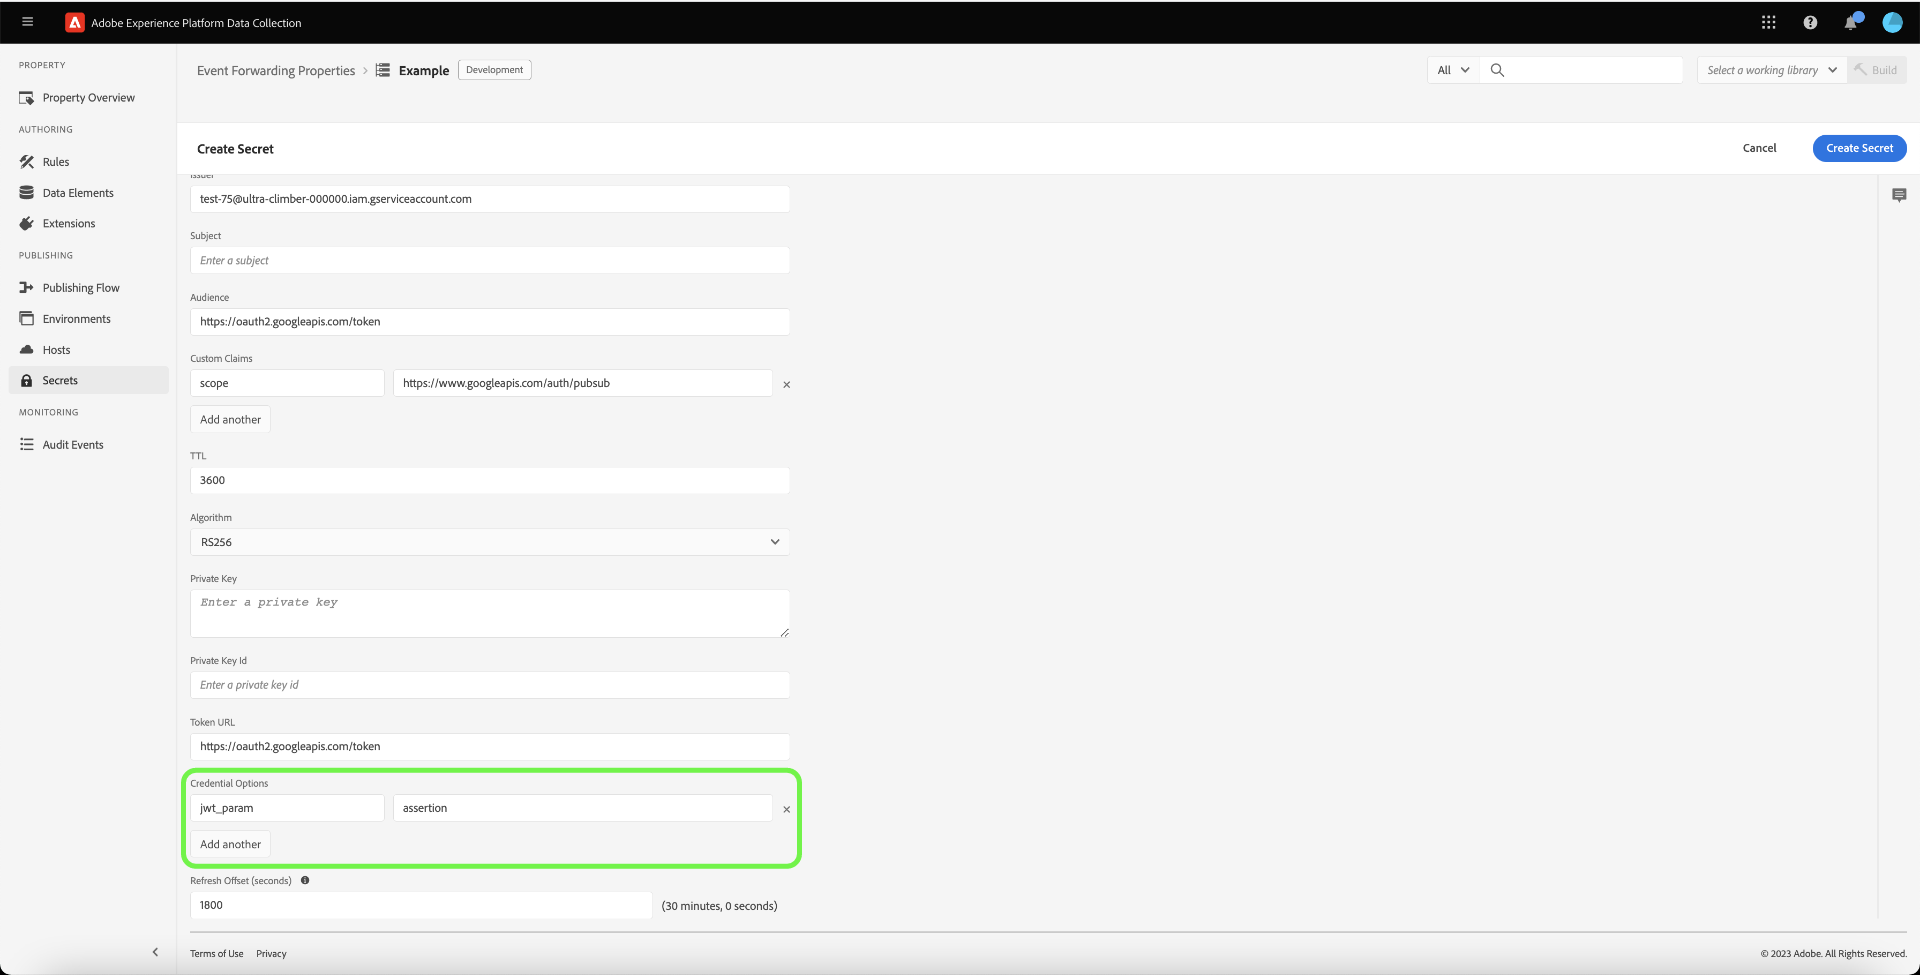 Adobe Experience Platform Data Collection
PROPERTY
Property Overview
AUTHORING
Rules
Data Elements
Extensions
PUBLISHING
Publishing Flow
Environments
Hosts
Secrets
MONITORING
Audit Events
Event Forwarding Properties > Example Development
All
Select a working library
Build
Create Secret
Cancel
Create Secret
Issuer
test-75@ultra-climber-000000.iam.gserviceaccount.com
Subject
Enter a subject
Audience
https://oauth2.googleapis.com/token
Custom Claims
scope https://www.googleapis.com/auth/pubsub
Add another
TTL
3600
Algorithm
RS256
Private Key
Enter a private key
Private Key Id
Enter a private key id
Token URL
https://oauth2.googleapis.com/token
Credential Options
jwt_param assertion
Add another
Refresh Offset (seconds)
1800 (30 minutes, 0 seconds)
Terms of Use Privacy
© 2023 Adobe. All Rights Reserved.